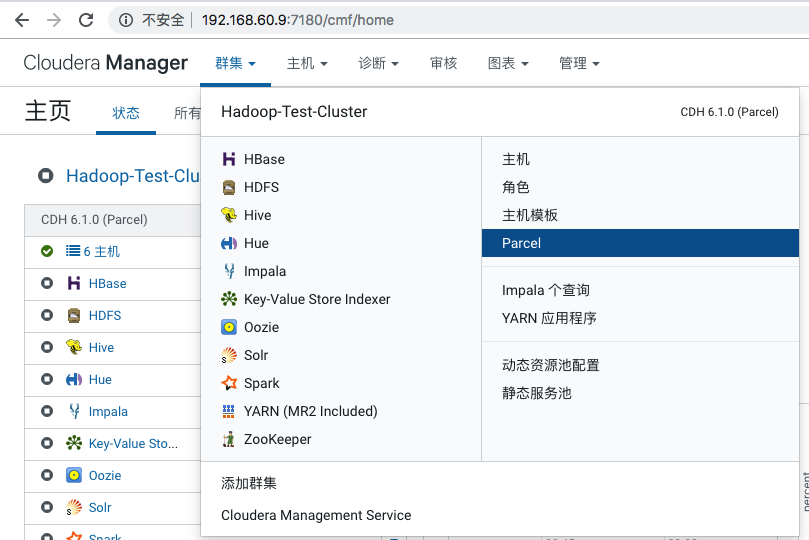 不安全 192.168.60.9:7180/cmf/home
Cloudera Manager 群集 主机 诊断 审核 图表 管理
主页 状态 所有
Hadoop-Test-Cluster CDH 6.1.0 (Parcel)
Hadoop-Test-Clu
CDH 6.1.0 (Parcel)
6 主机
HBase
HDFS
Hive
Hue
Impala
Key-Value Sto...
Oozie
Solr
Spark
HBase
HDFS
Hive
Hue
Impala
Key-Value Store Indexer
Oozie
Solr
Spark
YARN (MR2 Included)
ZooKeeper
主机
角色
主机模板
Parcel
Impala 个查询
YARN 应用程序
动态资源池配置
静态服务池
添加群集
Cloudera Management Service
percent